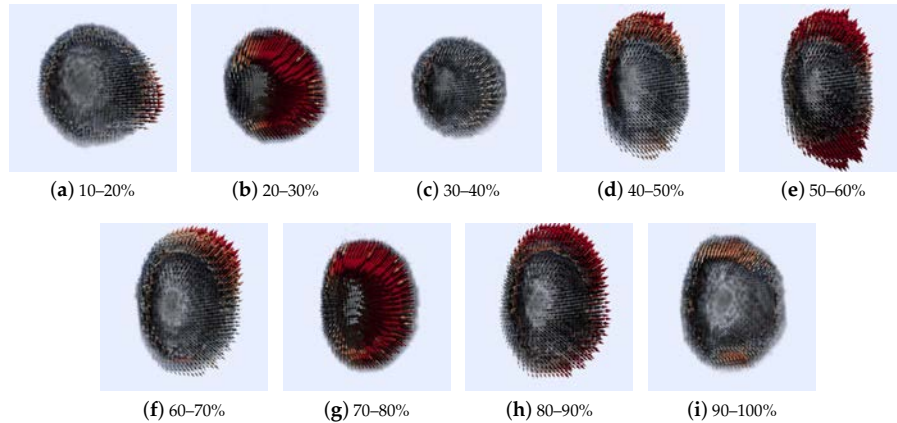 (a) 10–20%
(b) 20–30%
(c) 30–40%
(d) 40–50%
(e) 50–60%
(f) 60–70%
(g) 70–80%
(h) 80–90%
(i) 90–100%